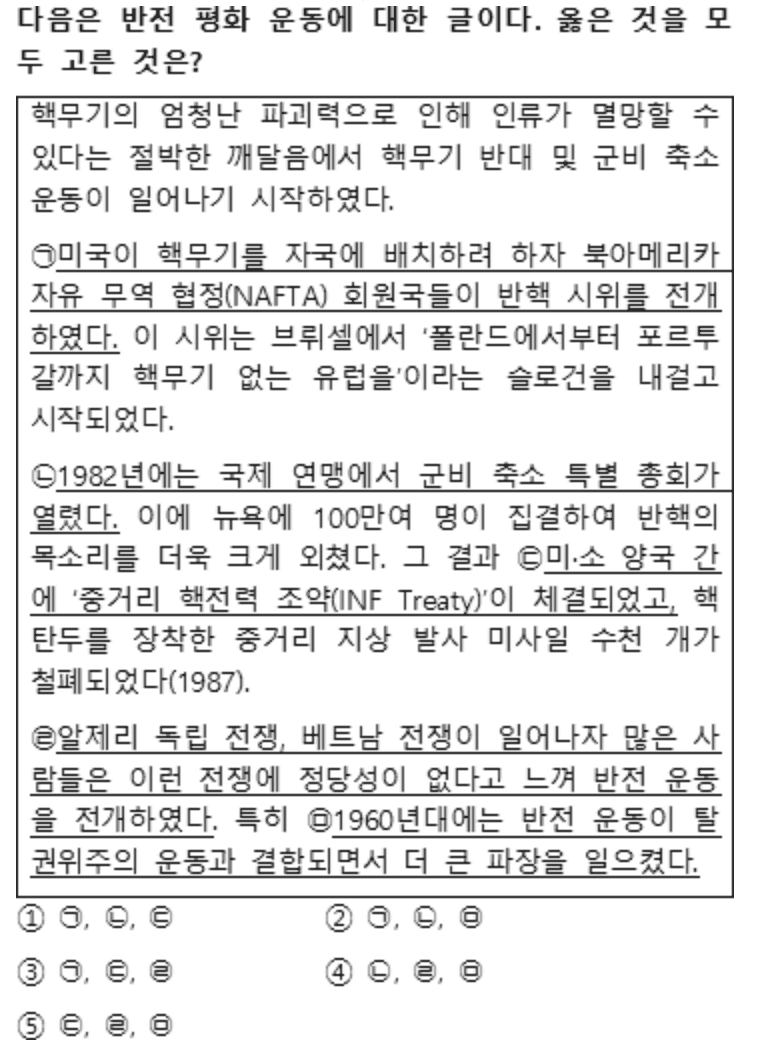 다음은 반전 평화 운동에 대한 글이다. 옳은 것을 모
두 고른 것은?
핵무기의 엄청난 파괴력으로 인해 인류가 멸망할 수
있다는 절박한 깨달음에서 핵무기 반대 및 군비 축소
운동이 일어나기 시작하였다.
㉠미국이 핵무기를 자국에 배치하려 하자 북아메리카
자유 무역 협정(NAFTA) 회원국들이 반핵 시위를 전개
하였다. 이 시위는 브뤼셀에서 ‘폴란드에서부터 포르투
갈까지 핵무기 없는 유럽을’이라는 슬로건을 내걸고
시작되었다.
㉡1982년에는 국제 연맹에서 군비 축소 특별 총회가
열렸다. 이에 뉴욕에 100만여 명이 집결하여 반핵의
목소리를 더욱 크게 외쳤다. 그 결과 ㉢미·소 양국 간
에 ‘중거리 핵전력 조약(INF Treaty)’이 체결되었고, 핵
탄두를 장착한 중거리 지상 발사 미사일 수천 개가
철폐되었다(1987).
㉣알제리 독립 전쟁, 베트남 전쟁이 일어나자 많은 사
람들은 이런 전쟁에 정당성이 없다고 느껴 반전 운동
을 전개하였다. 특히 ㉤1960년대에는 반전 운동이 탈
권위주의 운동과 결합되면서 더 큰 파장을 일으켰다.
① ㉠, ㉡, ㉢ ② ㉠, ㉡, ㉤
③ ㉠, ㉢, ㉣ ④ ㉡, ㉣, ㉤
⑤ ㉢, ㉣, ㉤